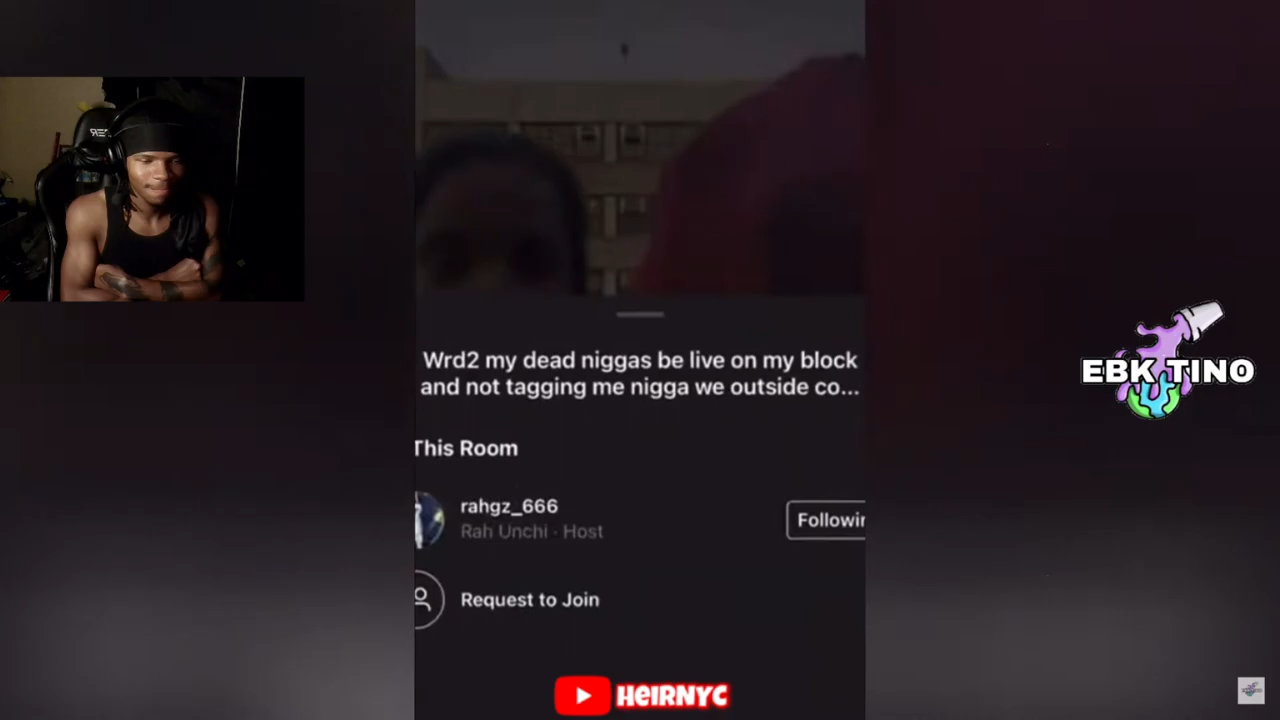 Wrd2 my dead niggas be live on my block
and not tagging me nigga we outside co...
This Room
rahgz_666
Rah Unchi · Host
Followin
Request to Join
EBK TINO
HEIRNYC